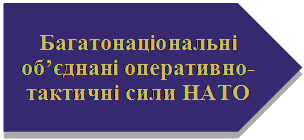 Багатонаціональні
об’єднані оперативно-
тактичні сили НАТО